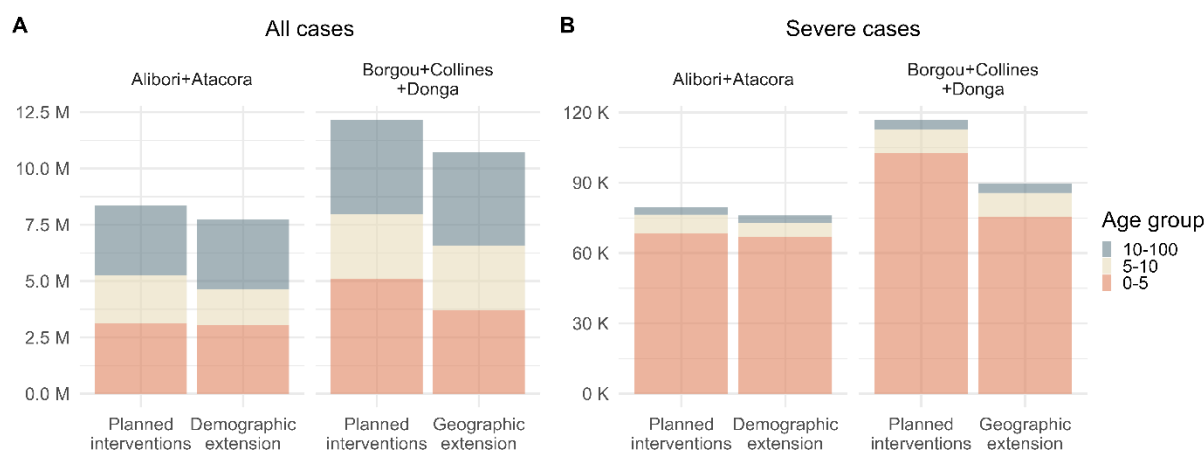 A
All cases
Alibori+Atacora
Borgou+Collines
+Donga
12.5 M
10.0 M
7.5 M
5.0 M
2.5 M
0.0 M
Planned
interventions
Demographic
extension
Planned
interventions
Geographic
extension
B
Severe cases
Alibori+Atacora
Borgou+Collines
+Donga
120 K
90 K
60 K
30 K
0 K
Planned
interventions
Demographic
extension
Planned
interventions
Geographic
extension
Age group
10-100
5-10
0-5